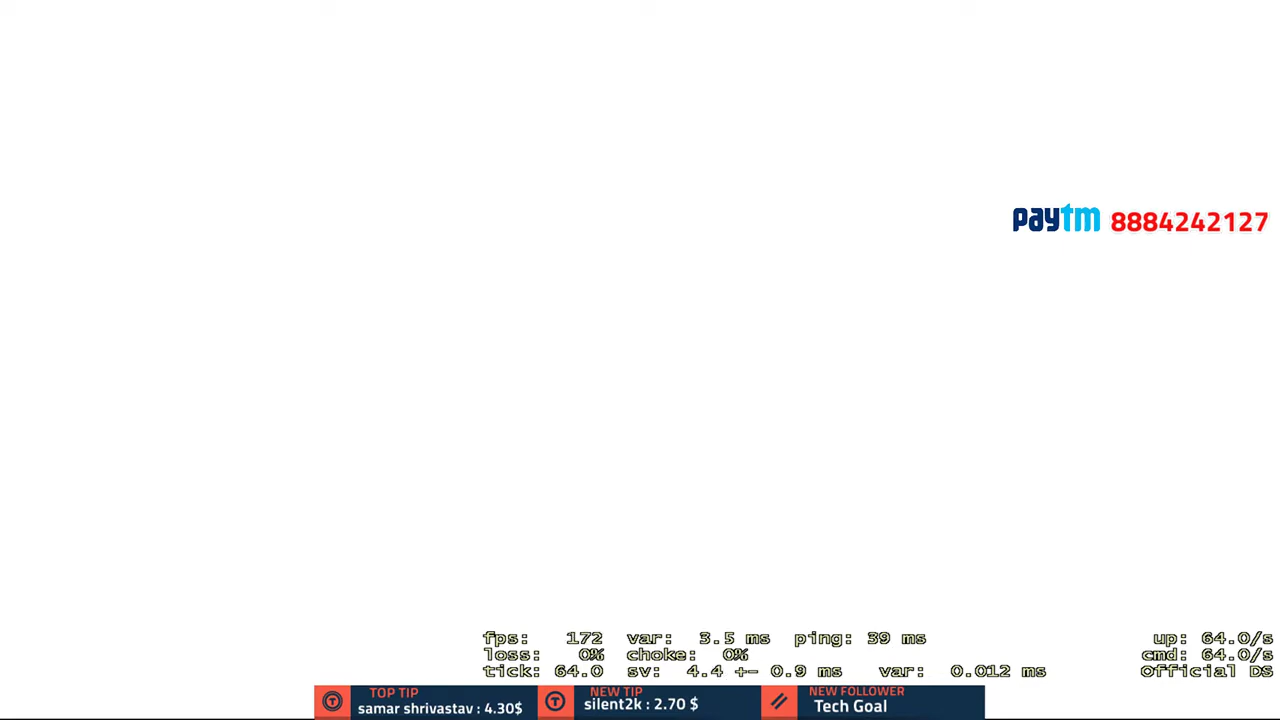 paytm 8884242127
fps: 172 var: 3.5 ms ping: 39 ms up: 64.0/s
loss: 0% choke: 0% cmd: 64.0/s
tick: 64.0 sv: 4.4 +- 0.9 ms var: 0.012 ms Official DS
TOP TIP NEW TIP NEW FOLLOWER
samar shrivastav : 4.30$ silent2k : 2.70 $ Tech Goal